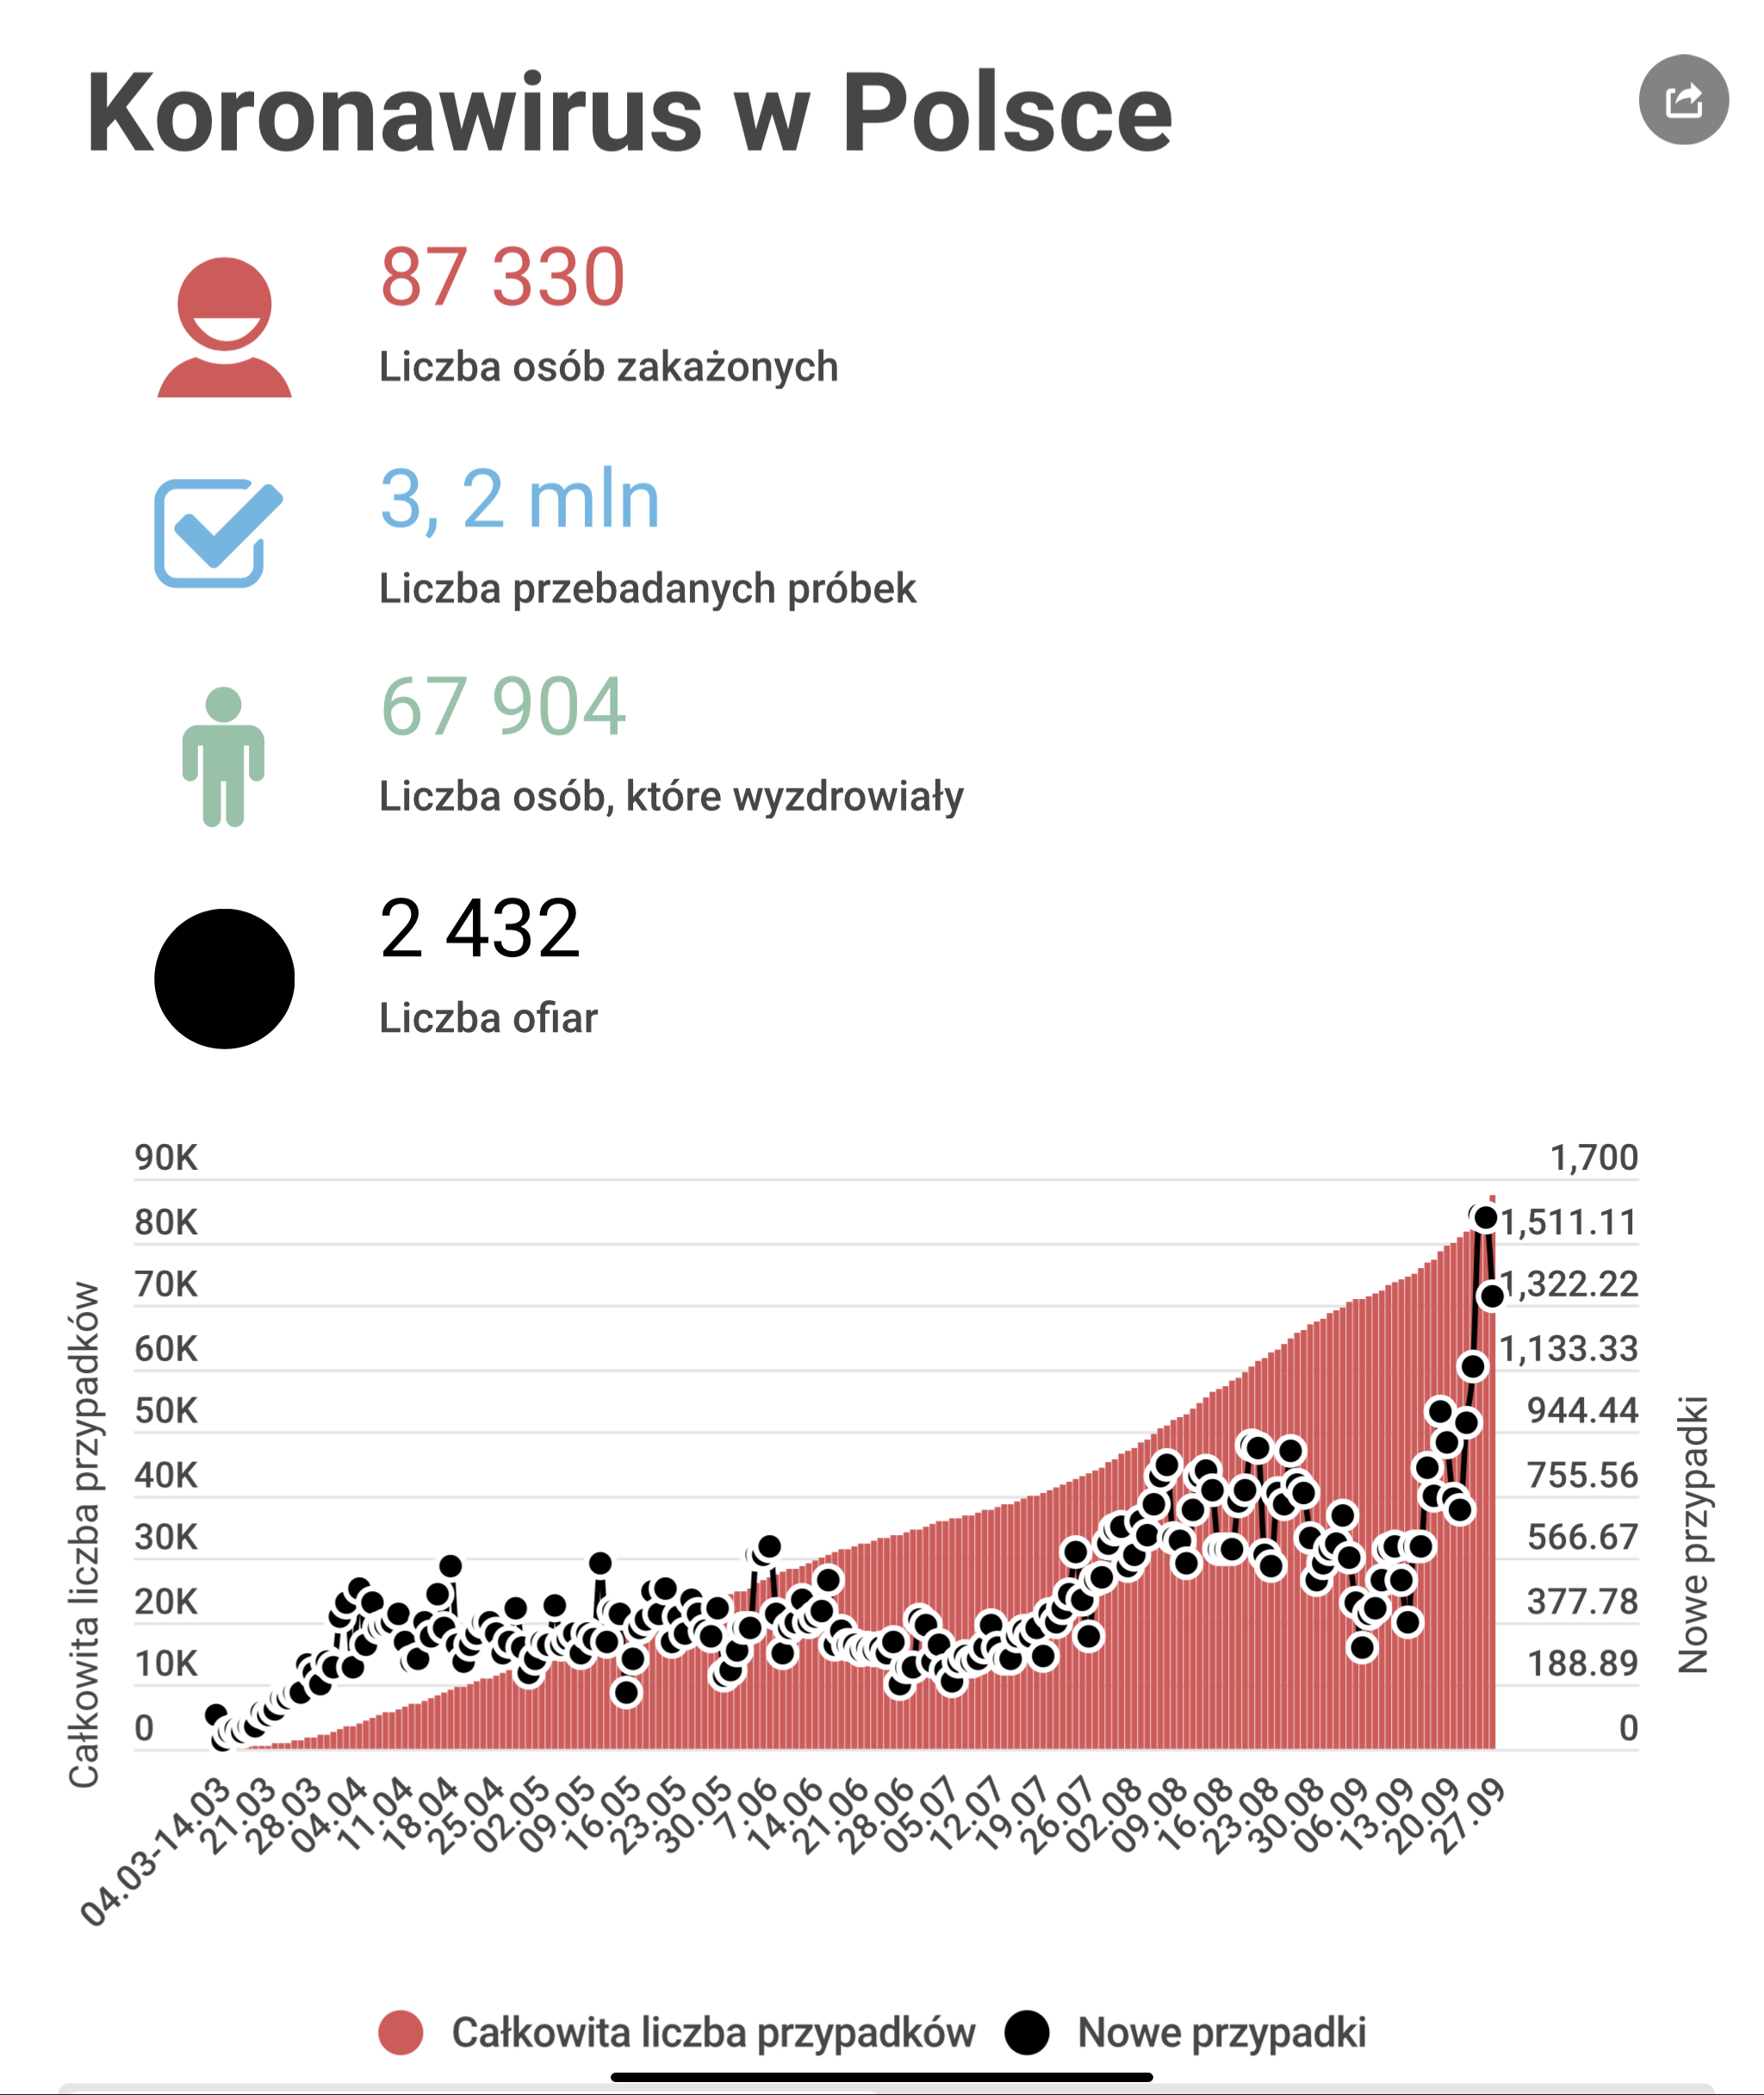 Koronawirus w Polsce
87 330
Liczba osób zakażonych
3, 2 mln
Liczba przebadanych próbek
67 904
Liczba osób, które wyzdrowiały
2 432
Liczba ofiar
Całkowita liczba przypadków
90K
80K
70K
60K
50K
40K
30K
20K
10K
0
1,700
1,511.11
1,322.22
1,133.33
944.44
755.56
566.67
377.78
188.89
0
Nowe przypadki
04.03-14.03
21.03
28.03
04.04
11.04
18.04
25.04
02.05
09.05
16.05
23.05
30.05
7.06
14.06
21.06
28.06
05.07
12.07
19.07
26.07
02.08
09.08
16.08
23.08
30.08
06.09
13.09
20.09
27.09
Całkowita liczba przypadków
Nowe przypadki